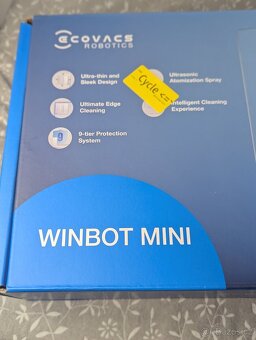 ECOVACS
ROBOTICS
Ultra-thin and
Sleek Design
Ultrasonic
Atomization Spray
Cycle <=
Ultimate Edge
Cleaning
Intelligent Cleaning
Experience
9
9-tier Protection
System
WINBOT MINI